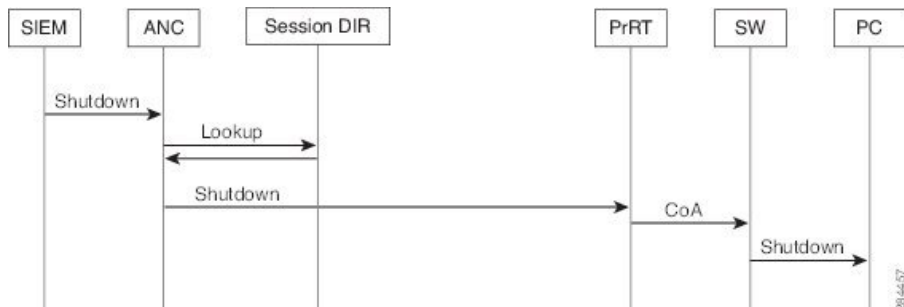 SIEM
ANC
Session DIR
PrRT
SW
PC
Shutdown
Lookup
Shutdown
CoA
Shutdown